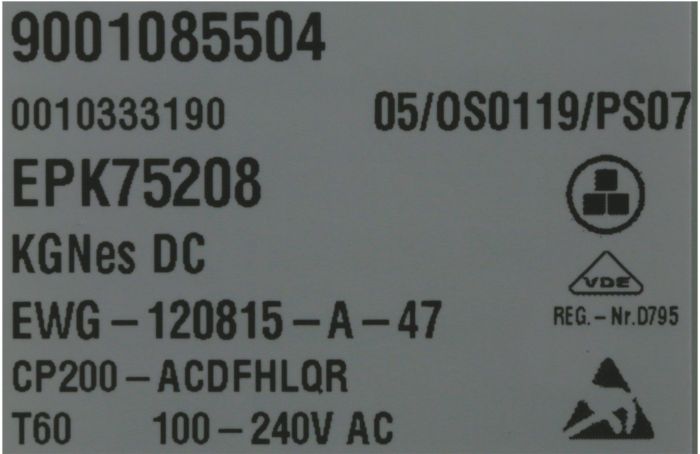 9001085504
0010333190 05/OS0119/PS07
EPK75208
KGNes DC
VDE
EWG-120815-A-47
REG.-Nr.D795
CP200-ACDFHLQR
T60 100-240V AC